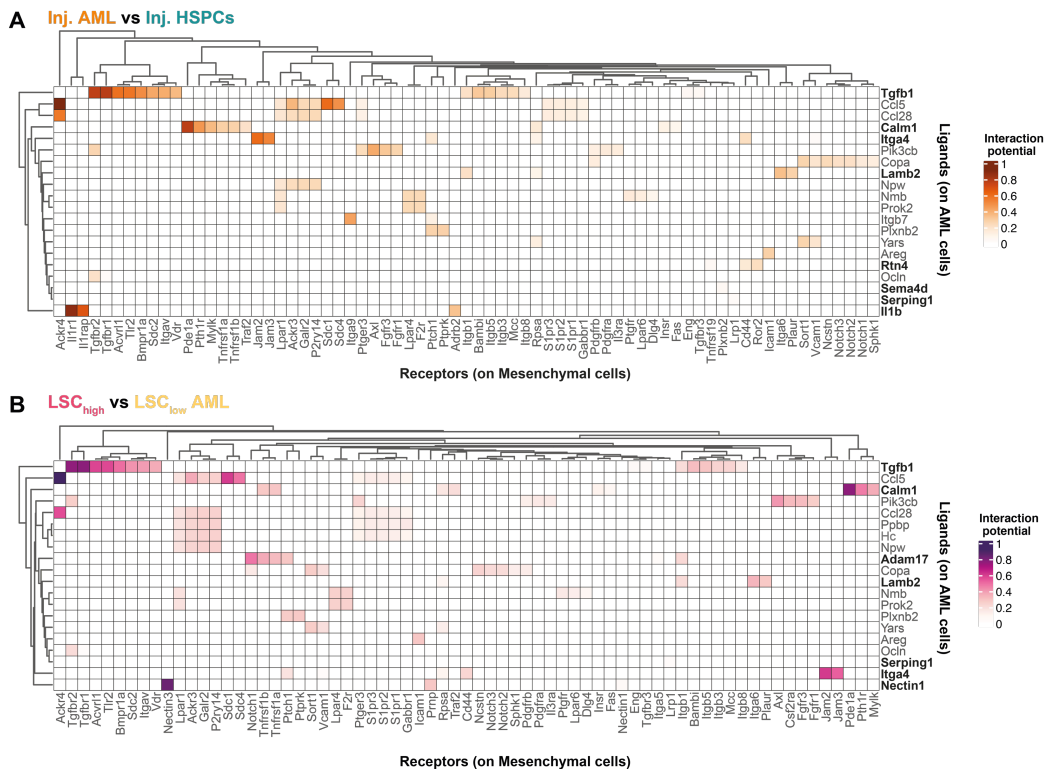 A
Inj. AML vs Inj. HSPCs
Tgfb1
Ccl5
Ccl28
Calm1
Itga4
Pik3cb
Copa
Lamb2
Npw
Nmb
Prok2
Itgb7
Plxnb2
Yars
Areg
Rtn4
Ocln
Sema4d
Serping1
Il1b
Ligands (on AML cells)
Interaction
potential
1
0.8
0.6
0.4
0.2
0
Ackr4
Il1r1
Il1rap
Tgfbr2
Tgfbr1
Acvrl1
Tlr2
Bmpr1a
Sdc2
Itgav
Vdr
Pde1a
Pth1r
Mylk
Tnfrsf1a
Tnfrsf1b
Traf2
Jam2
Jam3
Lpar1
Ackr3
Galr2
P2ry14
Sdc1
Sdc4
Itga9
Ptger3
Axl
Fgfr3
Fgfr1
Lpar4
F2r
Ptch1
Ptprk
Adrb2
Itgb1
Bambi
Itgb5
Itgb3
Mcc
Itgb8
Rpsa
S1pr3
S1pr2
S1pr1
Gabbr1
Pdgfrb
Pdgfra
Il3ra
Ptgfr
Lpar6
Dlg4
Insr
Fas
Eng
Tgfbr3
Tnfrsf19
Plxnb2
Lrp1
Cd44
Ror2
Icam1
Itga6
Plaur
Sort1
Vcam1
Ncstn
Notch3
Notch2
Notch1
Sphk1
Receptors (on Mesenchymal cells)
B
LSChigh vs LSClow AML
Tgfb1
Ccl5
Calm1
Pik3cb
Ccl28
Ppbp
Hc
Npw
Adam17
Copa
Lamb2
Nmb
Prok2
Plxnb2
Yars
Areg
Ocln
Serping1
Itga4
Nectin1
Ligands (on AML cells)
Interaction
potential
1
0.8
0.6
0.4
0.2
0
Ackr4
Tgfbr2
Tgfbr1
Acvrl1
Tlr2
Bmpr1a
Sdc2
Itgav
Vdr
Nectin3
Lpar1
Ackr3
Galr2
P2ry14
Sdc1
Sdc4
Notch1
Tnfrsf1b
Tnfrsf1a
Ptch1
Ptprk
Sort1
Vcam1
Lpar4
F2r
Ptger3
S1pr3
S1pr2
S1pr1
Gabbr1
Icam1
Prnp
Rpsa
Traf2
Cd44
Ncstn
Notch3
Notch2
Sphk1
Pdgfrb
Pdgfra
Il3ra
Ptgfr
Lpar6
Dlg4
Insr
Fas
Nectin1
Eng
Tgfbr3
Itga5
Lrp1
Itgb1
Bambi
Itgb5
Itgb3
Mcc
Itgb8
Itga6
Plaur
Axl
Csf2ra
Fgfr3
Fgfr1
Jam2
Jam3
Pde1a
Pth1r
Mylk
Receptors (on Mesenchymal cells)